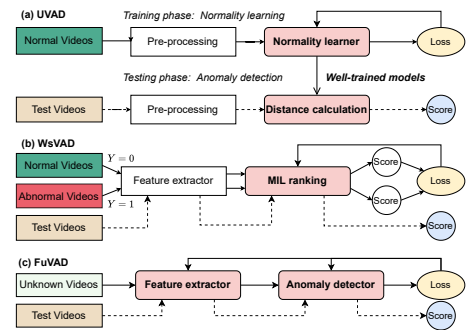 (a) UVAD
Training phase: Normality learning
Normal Videos
Pre-processing
Normality learner
Loss
Testing phase: Anomaly detection
Well-trained models
Test Videos
Pre-processing
Distance calculation
Score
(b) WsVAD
Normal Videos
Y = 0
Abnormal Videos
Y = 1
Feature extractor
MIL ranking
Score
Score
Loss
Test Videos
Score
(c) FuVAD
Unknown Videos
Feature extractor
Anomaly detector
Loss
Test Videos
Score